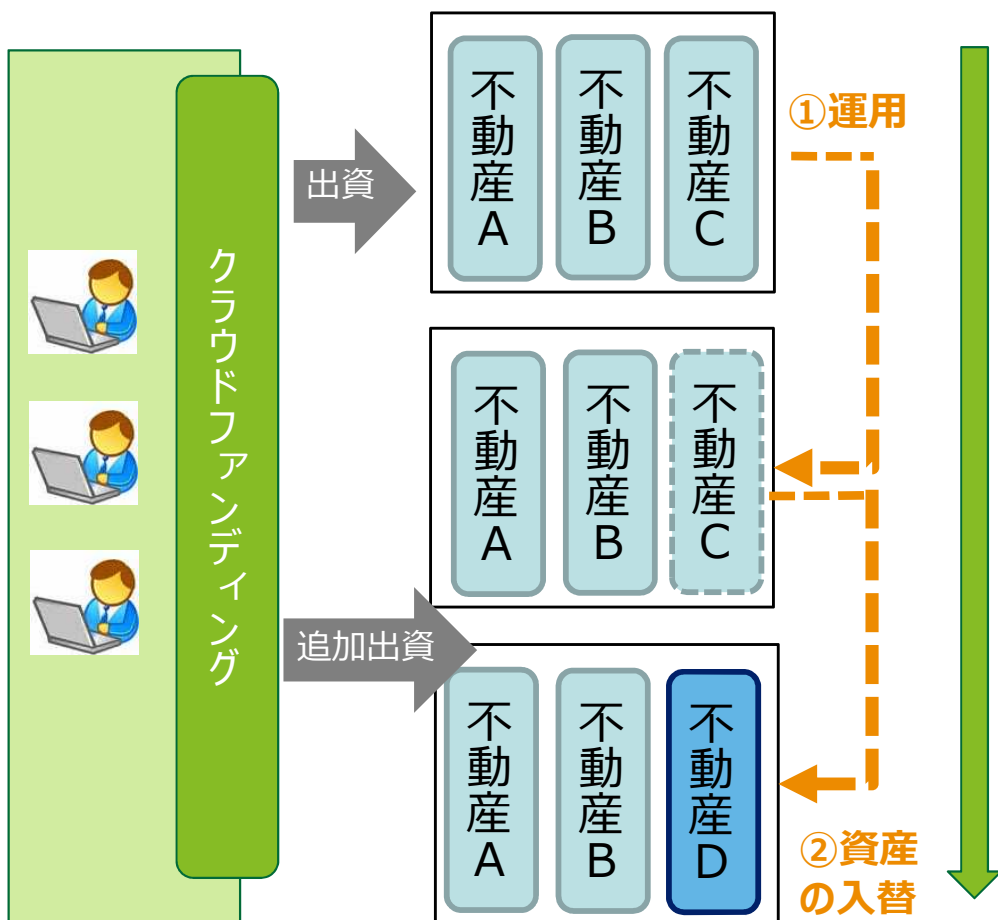 クラウドファンディング
出資
不動産A
不動産B
不動産C
①運用
不動産A
不動産B
不動産C
追加出資
不動産A
不動産B
不動産D
②資産
の入替